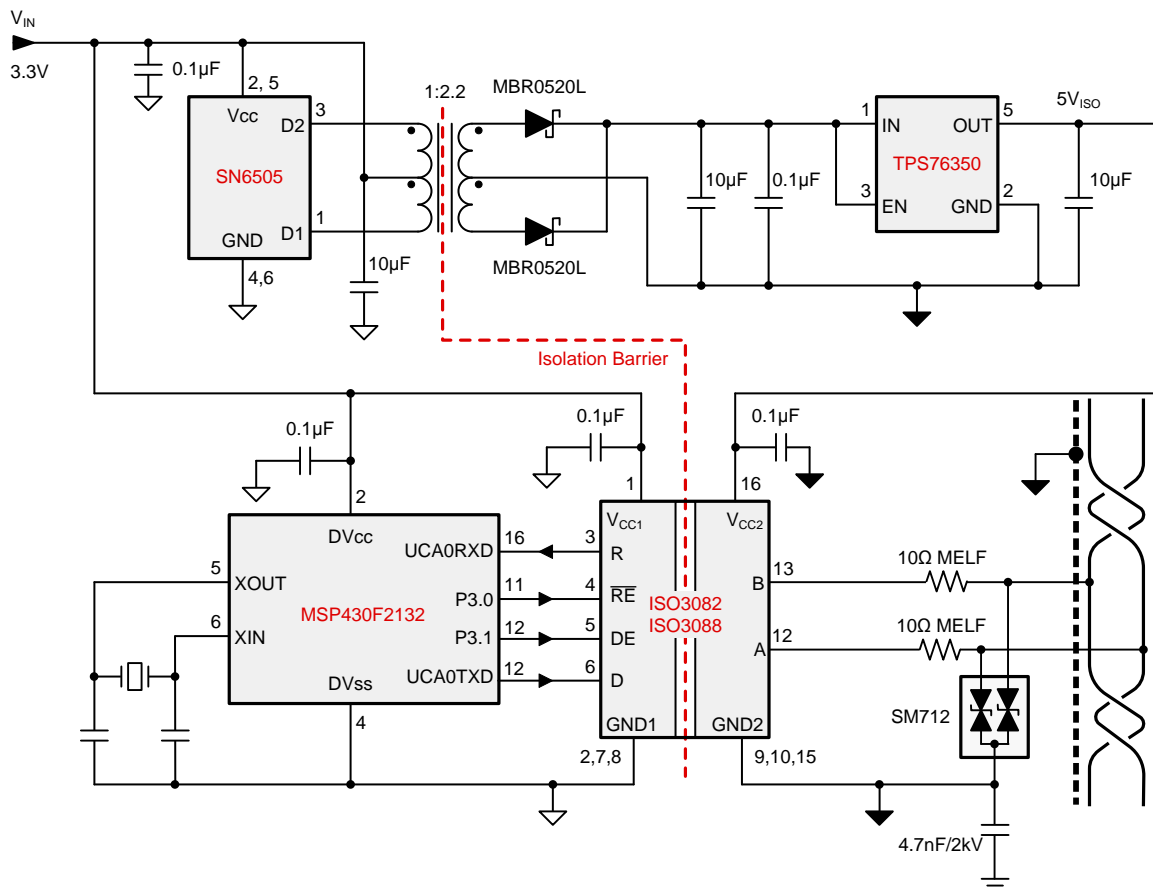 VIN
3.3V
0.1µF
2, 5
Vcc
D2
3
SN6505
D1
1
GND
4,6
10µF
1:2.2
MBR0520L
MBR0520L
10µF
0.1µF
1
IN
OUT
5
TPS76350
3
EN
GND
2
5VISO
10µF
Isolation Barrier
0.1µF
2
DVcc
5
XOUT
6
XIN
MSP430F2132
UCA0RXD
16
P3.0
11
P3.1
12
UCA0TXD
12
DVss
4
0.1µF
1
VCC1
3
R
4
RE
5
DE
6
D
GND1
2,7,8
ISO3082
ISO3088
0.1µF
16
VCC2
B
13
A
12
GND2
9,10,15
10Ω MELF
10Ω MELF
SM712
4.7nF/2kV